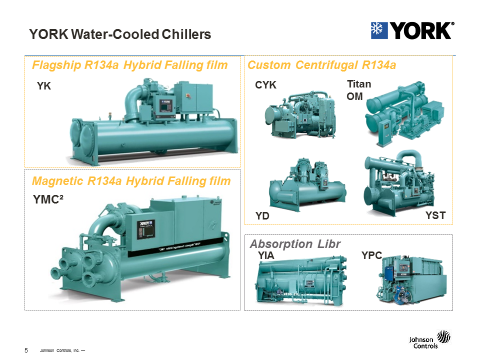 YORK Water-Cooled Chillers
YORK®
Flagship R134a Hybrid Falling film
YK
Custom Centrifugal R134a
CYK
Titan
OM
YD
YST
Magnetic R134a Hybrid Falling film
YMC²
Absorption Libr
YIA
YPC
5
Johnson Controls, Inc. —
Johnson
Controls